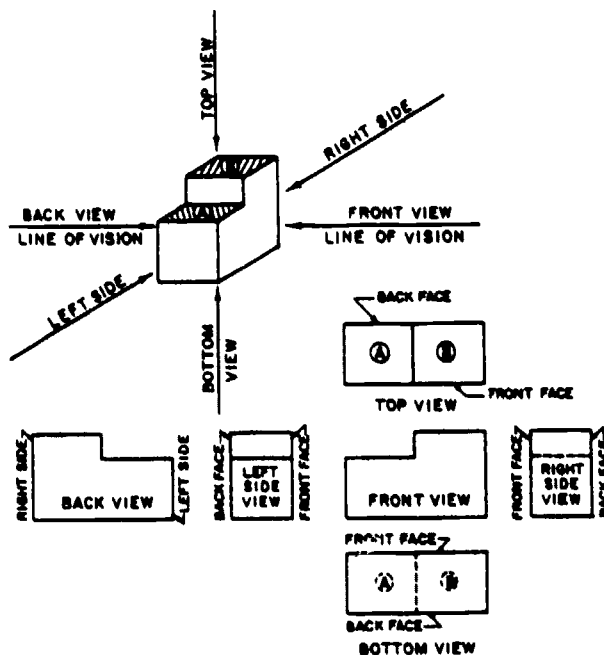 TOP VIEW
RIGHT SIDE
B
A
BACK VIEW
LINE OF VISION
FRONT VIEW
LINE OF VISION
LEFT SIDE
BOTTOM
VIEW
BACK FACE
A
B
FRONT FACE
TOP VIEW
RIGHT SIDE
BACK VIEW
LEFT SIDE
BACK FACE
LEFT
SIDE
VIEW
FRONT FACE
FRONT VIEW
FRONT FACE
RIGHT
SIDE
VIEW
BACK FACE
FRONT FACE
A
B
BACK FACE
BOTTOM VIEW